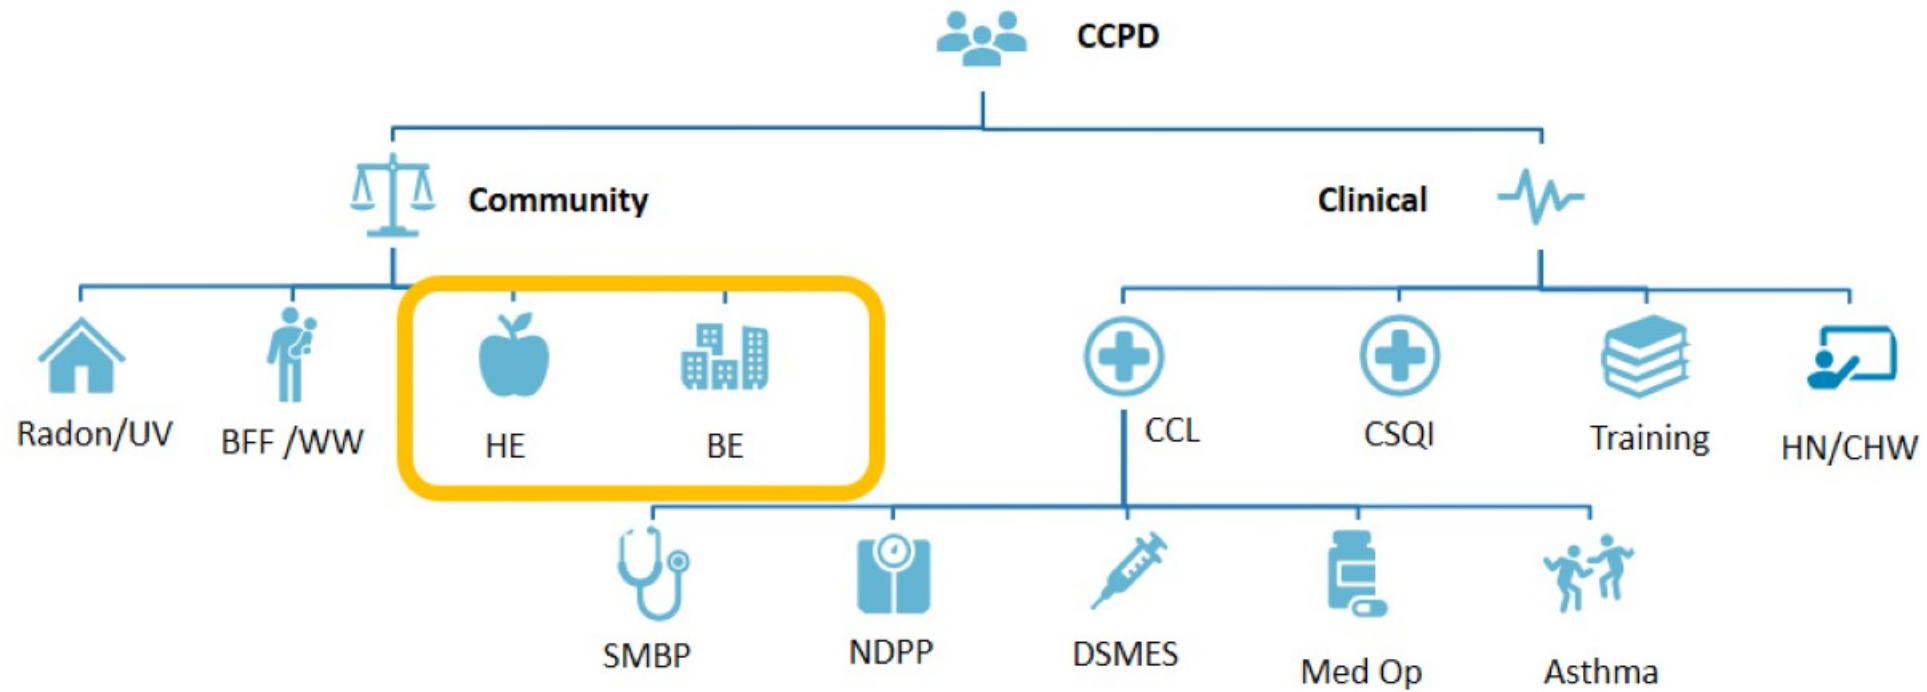 CCPD
Community
Clinical
Radon/UV
BFF /WW
HE
BE
CCL
CSQI
Training
HN/CHW
SMBP
NDPP
DSMES
Med Op
Asthma